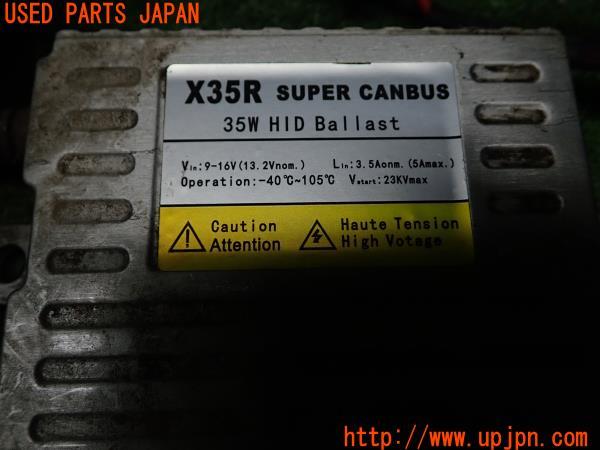 USED PARTS JAPAN
X35R SUPER CANBUS
35W HID Ballast
VIn:9-16V(13.2Vnom.) LIn:3.5Aonm.(5Amax.)
Operation:-40℃~105℃ Vstart:23KVmax
Caution
Attention
Haute Tension
High Votage
http://www.upjpn.com